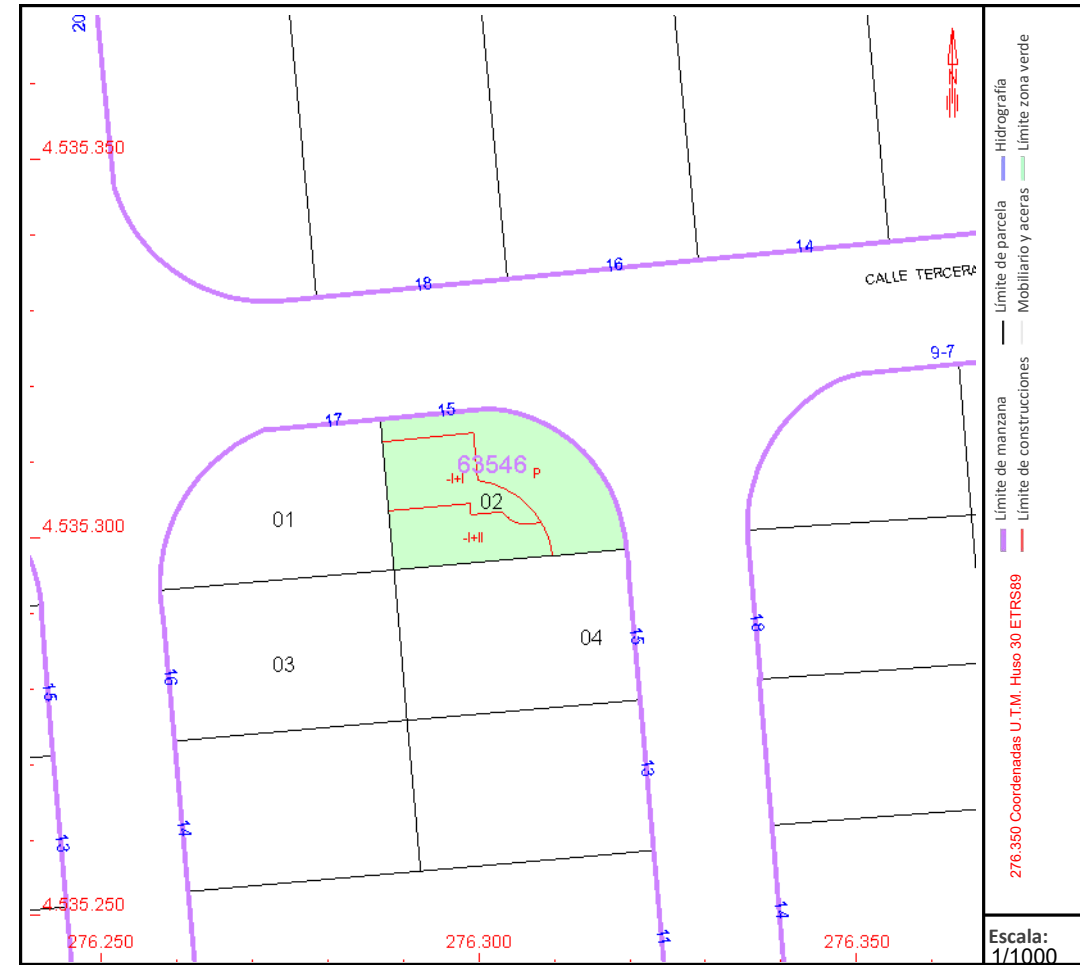 20
4.535.350
18
16
14
CALLE TERCERA
N
9-7
17
15
63546
P
-I+I
02
01
4.535.300
-I+II
18
15
04
03
16
15
13
14
13
14
11
4.535.250
276.250
276.300
276.350
Límite de manzana
Límite de parcela
Hidrografía
Límite de construcciones
Mobiliario y aceras
Límite zona verde
276.350 Coordenadas U.T.M. Huso 30 ETRS89
Escala:
1/1000